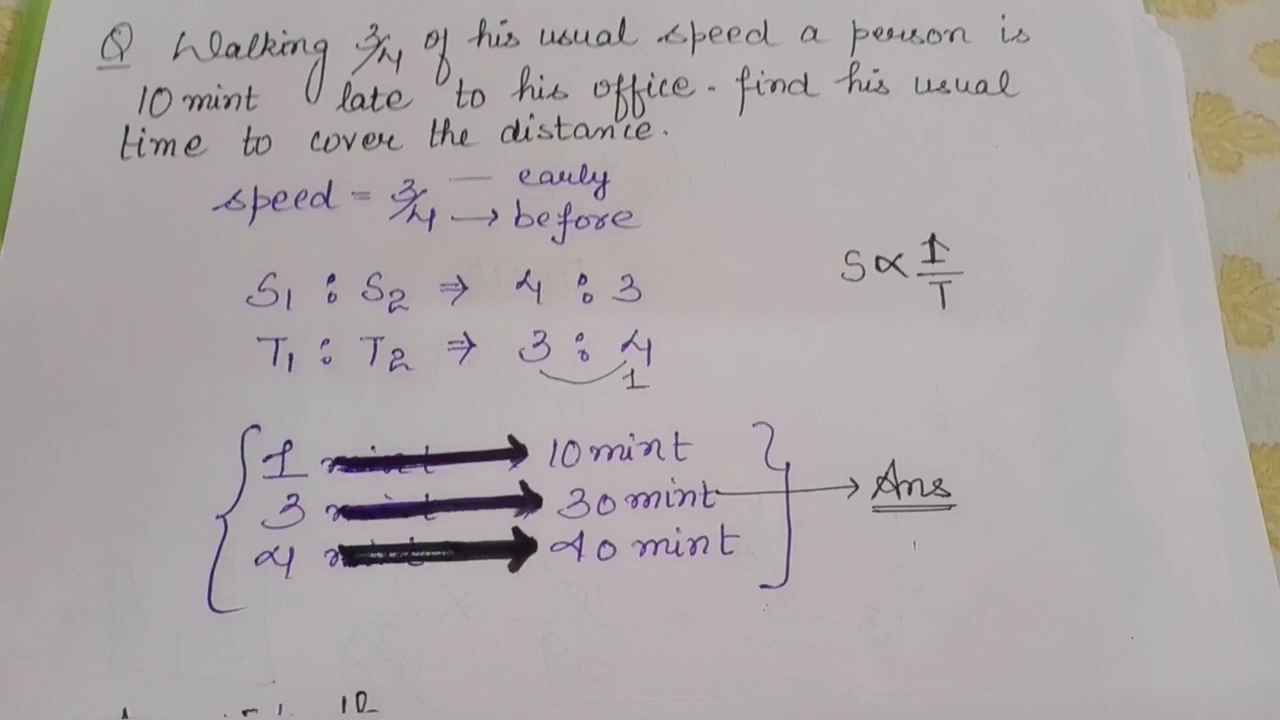 Q Walking 3/4 of his usual speed a person is
10 mint late to his office. find his usual
time to cover the distance.
speed = 3/4 — early
→ before
S ∝ 1/T
S1 : S2 ⇒ 4 : 3
T1 : T2 ⇒ 3 : 4
1
1 → 10 mint
3 → 30 mint → Ans
4 → 40 mint
10